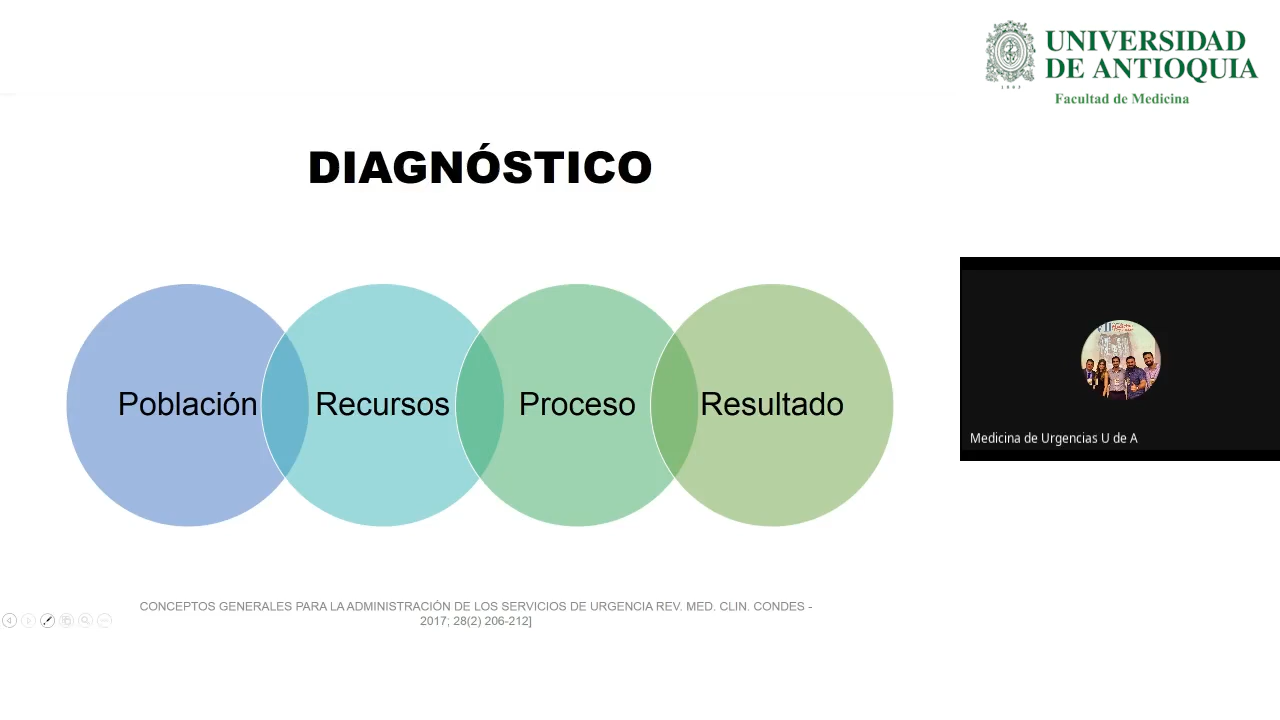 UNIVERSIDAD
DE ANTIOQUIA
1803
Facultad de Medicina
DIAGNÓSTICO
Población
Recursos
Proceso
Resultado
Medicina de Urgencias U de A
CONCEPTOS GENERALES PARA LA ADMINISTRACIÓN DE LOS SERVICIOS DE URGENCIA REV. MED. CLIN. CONDES -
2017; 28(2) 206-212]